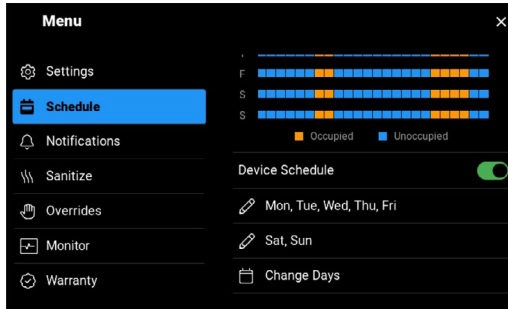 Menu
Settings
Schedule
Notifications
Sanitize
Overrides
Monitor
Warranty
F
S
S
Occupied Unoccupied
Device Schedule
Mon, Tue, Wed, Thu, Fri
Sat, Sun
Change Days